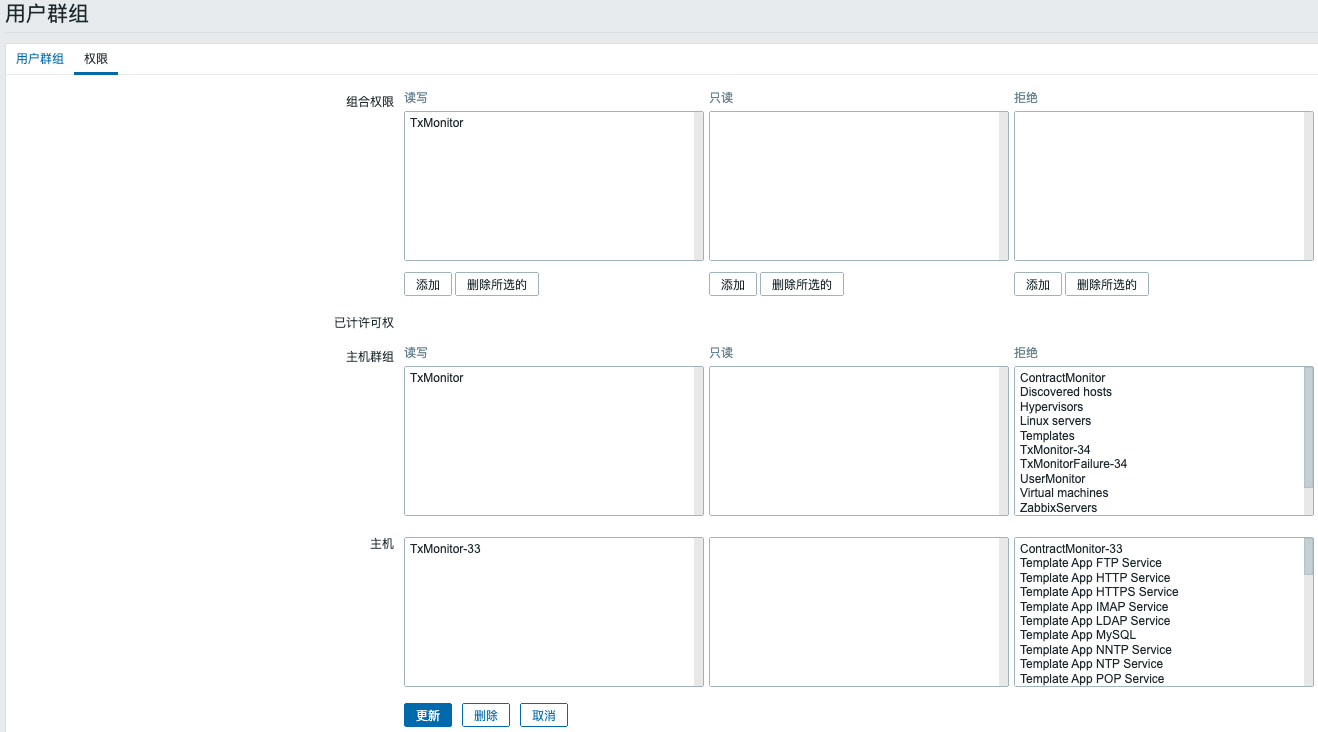 用户群组
用户群组 权限
组合权限 读写 只读 拒绝
TxMonitor
添加 删除所选的 添加 删除所选的 添加 删除所选的
已计许可权
主机群组 读写 只读 拒绝
TxMonitor ContractMonitor
Discovered hosts
Hypervisors
Linux servers
Templates
TxMonitor-34
TxMonitorFailure-34
UserMonitor
Virtual machines
ZabbixServers
主机
TxMonitor-33 ContractMonitor-33
Template App FTP Service
Template App HTTP Service
Template App HTTPS Service
Template App IMAP Service
Template App LDAP Service
Template App MySQL
Template App NNTP Service
Template App NTP Service
Template App POP Service
更新 删除 取消